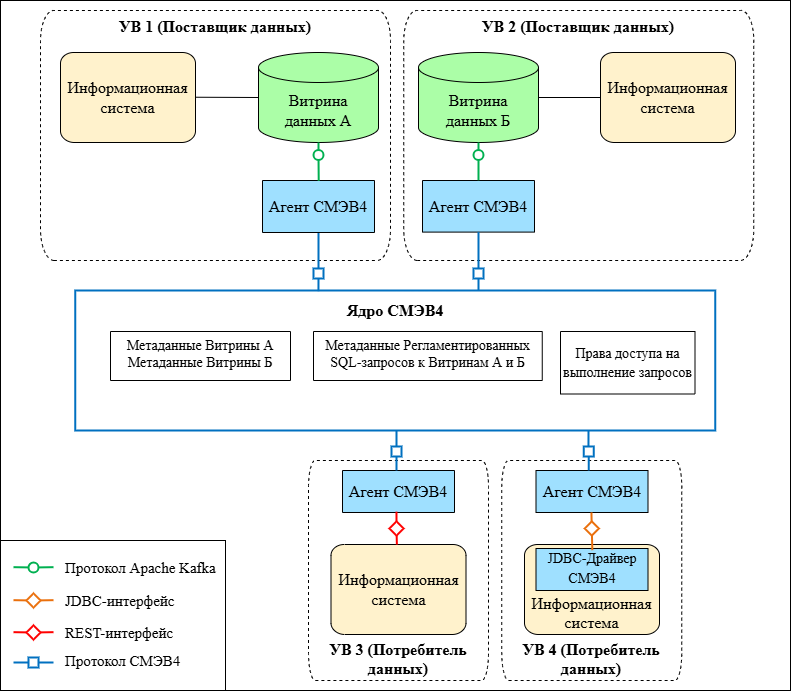 УВ 1 (Поставщик данных)
УВ 2 (Поставщик данных)
Информационная
система
Витрина
данных А
Витрина
данных Б
Информационная
система
Агент СМЭВ4
Агент СМЭВ4
Ядро СМЭВ4
Метаданные Витрины А
Метаданные Витрины Б
Метаданные Регламентированных
SQL-запросов к Витринам А и Б
Права доступа на
выполнение запросов
Агент СМЭВ4
Агент СМЭВ4
Информационная
система
JDBC-Драйвер
СМЭВ4
Информационная
система
УВ 3 (Потребитель
данных)
УВ 4 (Потребитель
данных)
Протокол Apache Kafka
JDBC-интерфейс
REST-интерфейс
Протокол СМЭВ4